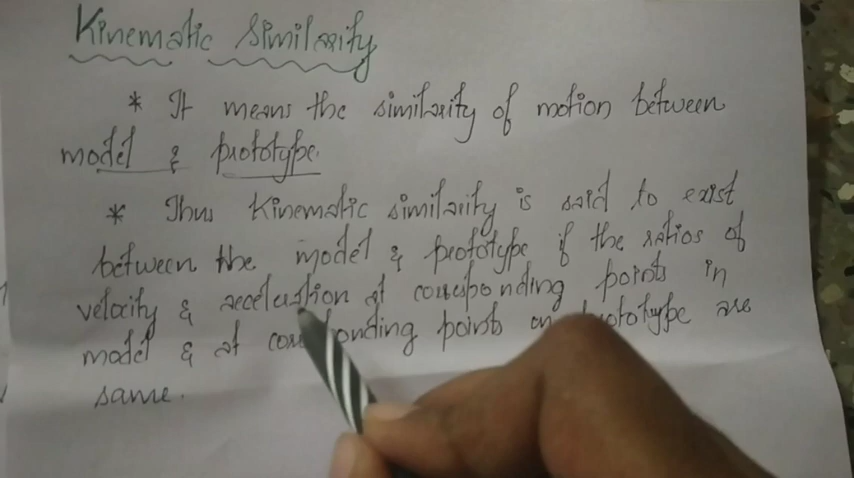 Kinematic Similarity
* It means the similarity of motion between
model & prototype.
* Thus Kinematic similarity is said to exist
between the model & prototype if the ratios of
velocity & acceleration at corresponding points in
model & at points on prototype are
same.